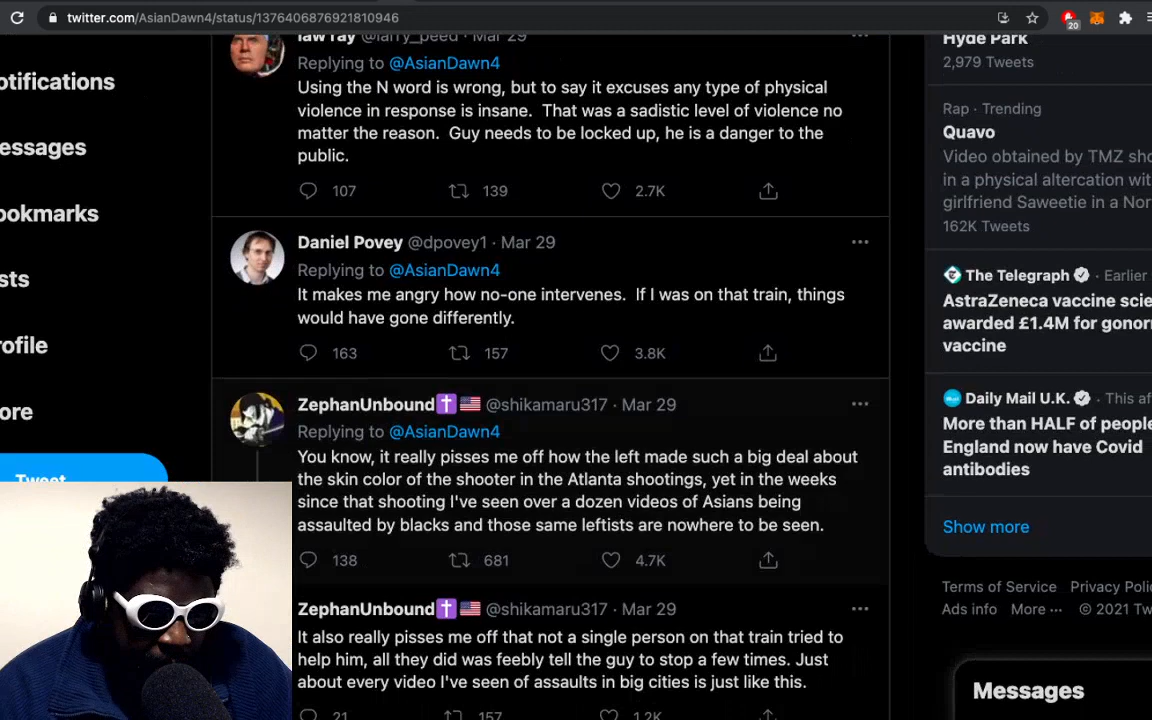 twitter.com/AsianDawn4/status/1376406876921810946
20
otifications
essages
ookmarks
sts
rofile
ore
Tweet
law ray @larry_peed · Mar 29
Replying to @AsianDawn4
Using the N word is wrong, but to say it excuses any type of physical
violence in response is insane.  That was a sadistic level of violence no
matter the reason.  Guy needs to be locked up, he is a danger to the
public.
107 139 2.7K
Daniel Povey @dpovey1 · Mar 29
Replying to @AsianDawn4
It makes me angry how no-one intervenes.  If I was on that train, things
would have gone differently.
163 157 3.8K
ZephanUnbound @shikamaru317 · Mar 29
Replying to @AsianDawn4
You know, it really pisses me off how the left made such a big deal about
the skin color of the shooter in the Atlanta shootings, yet in the weeks
since that shooting I've seen over a dozen videos of Asians being
assaulted by blacks and those same leftists are nowhere to be seen.
138 681 4.7K
ZephanUnbound @shikamaru317 · Mar 29
It also really pisses me off that not a single person on that train tried to
help him, all they did was feebly tell the guy to stop a few times. Just
about every video I've seen of assaults in big cities is just like this.
21 157 1.2K
Hyde Park
2,979 Tweets
Rap · Trending
Quavo
Video obtained by TMZ sho
in a physical altercation wit
girlfriend Saweetie in a Nor
162K Tweets
The Telegraph · Earlier
AstraZeneca vaccine scie
awarded £1.4M for gonorr
vaccine
Daily Mail U.K. · This af
More than HALF of people
England now have Covid
antibodies
Show more
Terms of Service Privacy Polic
Ads info More ··· © 2021 Tw
Messages